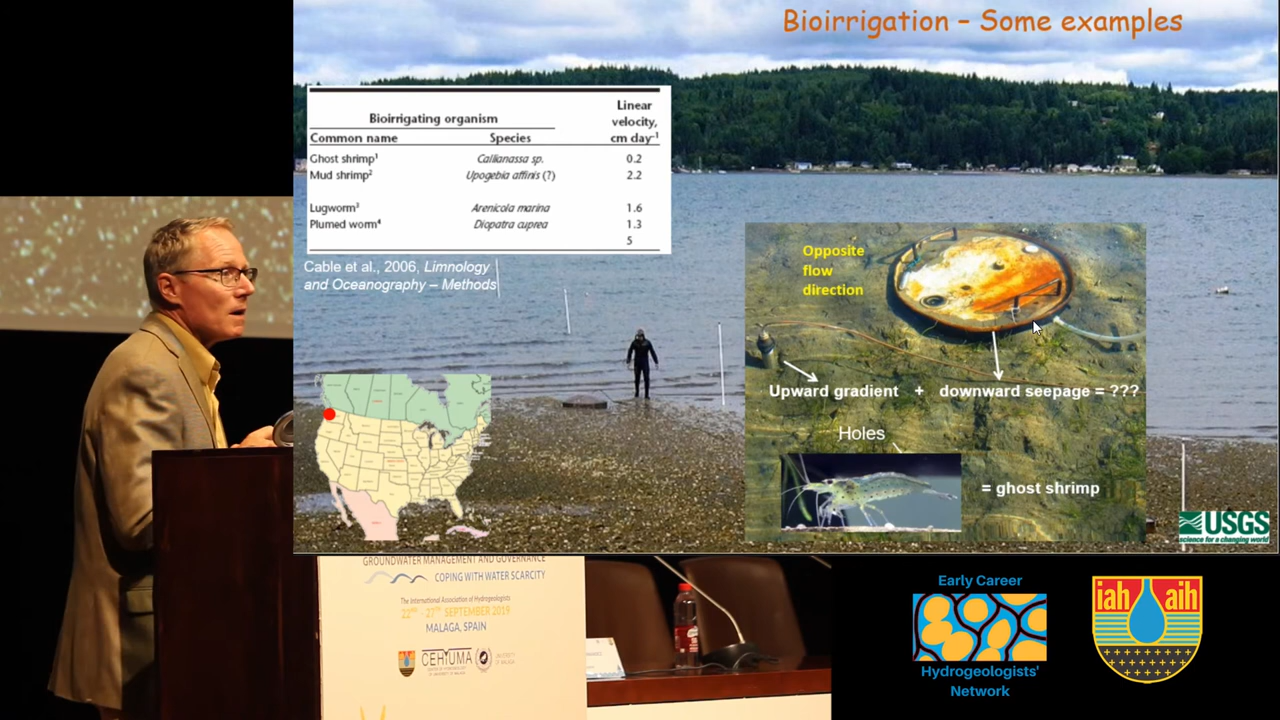 Bioirrigation – Some examples
Bioirrigating organism
Linear velocity, cm day⁻¹
Common name Species
Ghost shrimp¹ Callianassa sp. 0.2
Mud shrimp² Upogebia affinis (?) 2.2
Lugworm³ Arenicola marina 1.6
Plumed worm⁴ Diopatra cuprea 1.3
5
Cable et al., 2006, Limnology
and Oceanography – Methods
Opposite
flow
direction
Upward gradient + downward seepage = ???
Holes
= ghost shrimp
USGS
science for a changing world
GROUNDWATER MANAGEMENT AND GOVERNANCE
COPING WITH WATER SCARCITY
The International Association of Hydrogeologists
22ND - 27TH SEPTEMBER 2019
MALAGA, SPAIN
CEHIUMA
Early Career
Hydrogeologists'
Network
iah aih